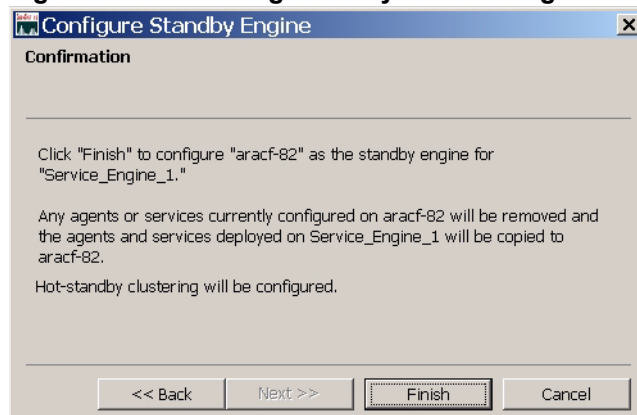 Configure Standby Engine
Confirmation
Click "Finish" to configure "aracf-82" as the standby engine for
"Service_Engine_1."
Any agents or services currently configured on aracf-82 will be removed and
the agents and services deployed on Service_Engine_1 will be copied to
aracf-82.
Hot-standby clustering will be configured.
<< Back
Next >>
Finish
Cancel